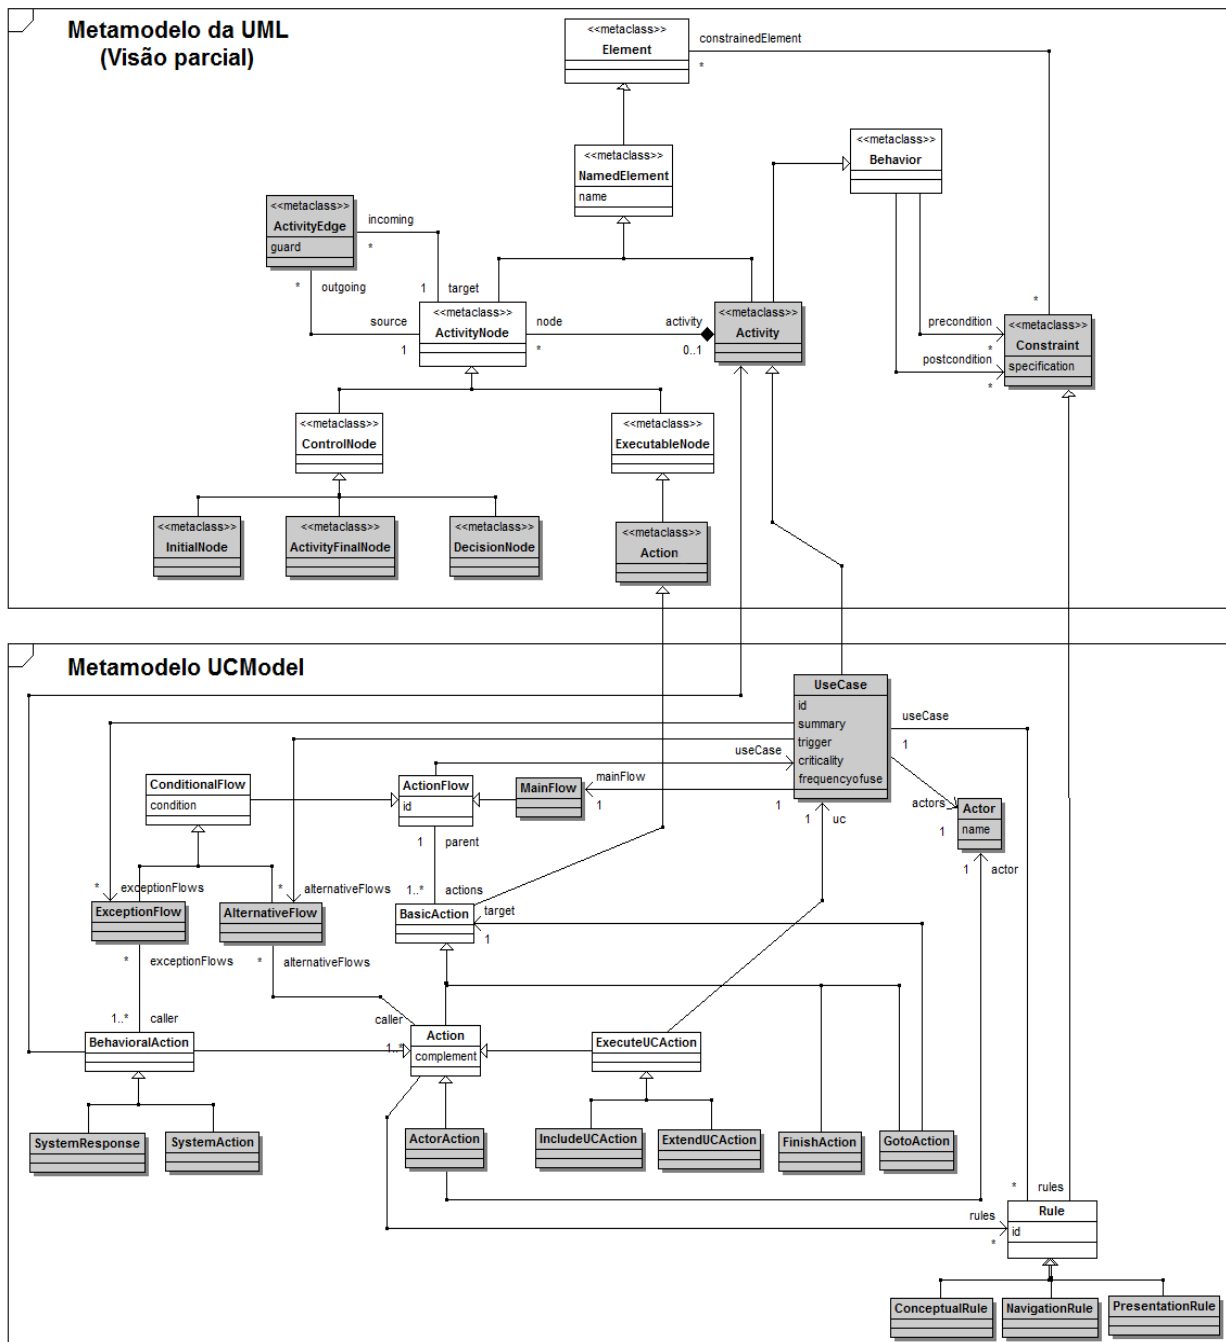 Metamodelo da UML
(Visão parcial)
<<metaclass>>
Element
constrainedElement
*
<<metaclass>>
Behavior
<<metaclass>>
NamedElement
name
<<metaclass>>
ActivityEdge
guard
incoming
*
* outgoing
1 target
<<metaclass>>
ActivityNode
source
1
node
*
activity
0..1
<<metaclass>>
Activity
*
precondition
*
postcondition
*
<<metaclass>>
Constraint
specification
<<metaclass>>
ControlNode
<<metaclass>>
ExecutableNode
<<metaclass>>
InitialNode
<<metaclass>>
ActivityFinalNode
<<metaclass>>
DecisionNode
<<metaclass>>
Action
Metamodelo UCModel
UseCase
id
summary
trigger
criticality
frequencyofuse
useCase
1
useCase
mainFlow
1
1
1 uc
actors
1
Actor
name
1 actor
ConditionalFlow
condition
ActionFlow
id
MainFlow
1 parent
1..* actions
* exceptionFlows
* alternativeFlows
ExceptionFlow
AlternativeFlow
BasicAction
target
1
* exceptionFlows
* alternativeFlows
1..* caller
caller
1..*
BehavioralAction
Action
complement
ExecuteUCAction
SystemResponse
SystemAction
ActorAction
IncludeUCAction
ExtendUCAction
FinishAction
GotoAction
* rules
rules
*
Rule
id
ConceptualRule
NavigationRule
PresentationRule